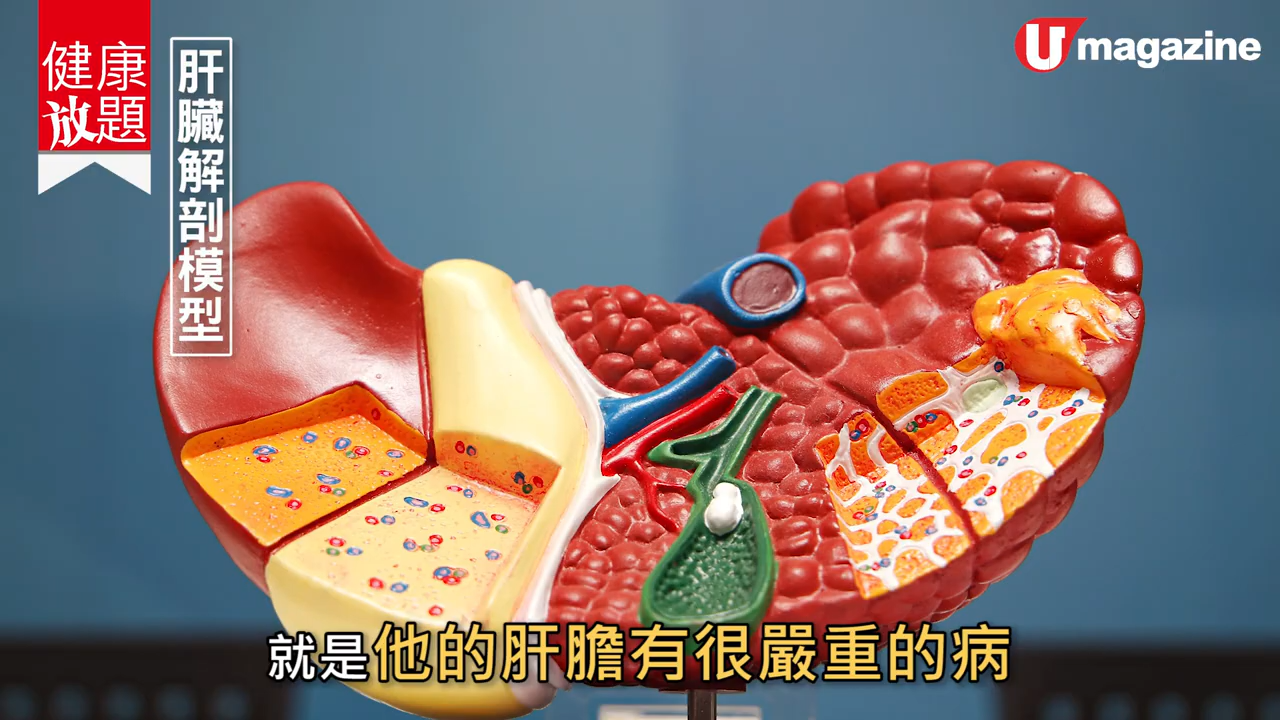 健康
放題
肝臟解剖模型
U magazine
就是他的肝膽有很嚴重的病